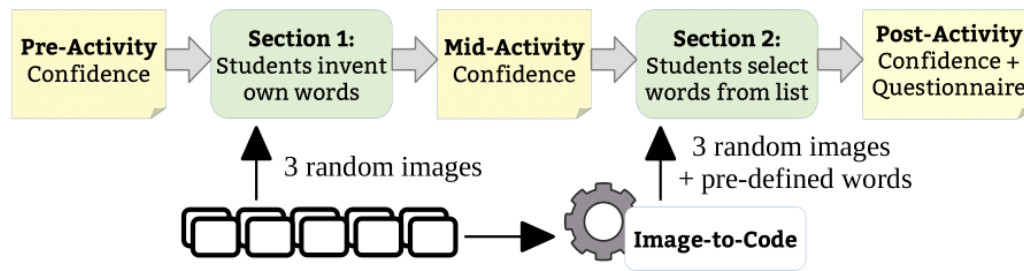 Pre-Activity
Confidence
Section 1:
Students invent
own words
Mid-Activity
Confidence
Section 2:
Students select
words from list
Post-Activity
Confidence +
Questionnaire
3 random images
3 random images
+ pre-defined words
Image-to-Code